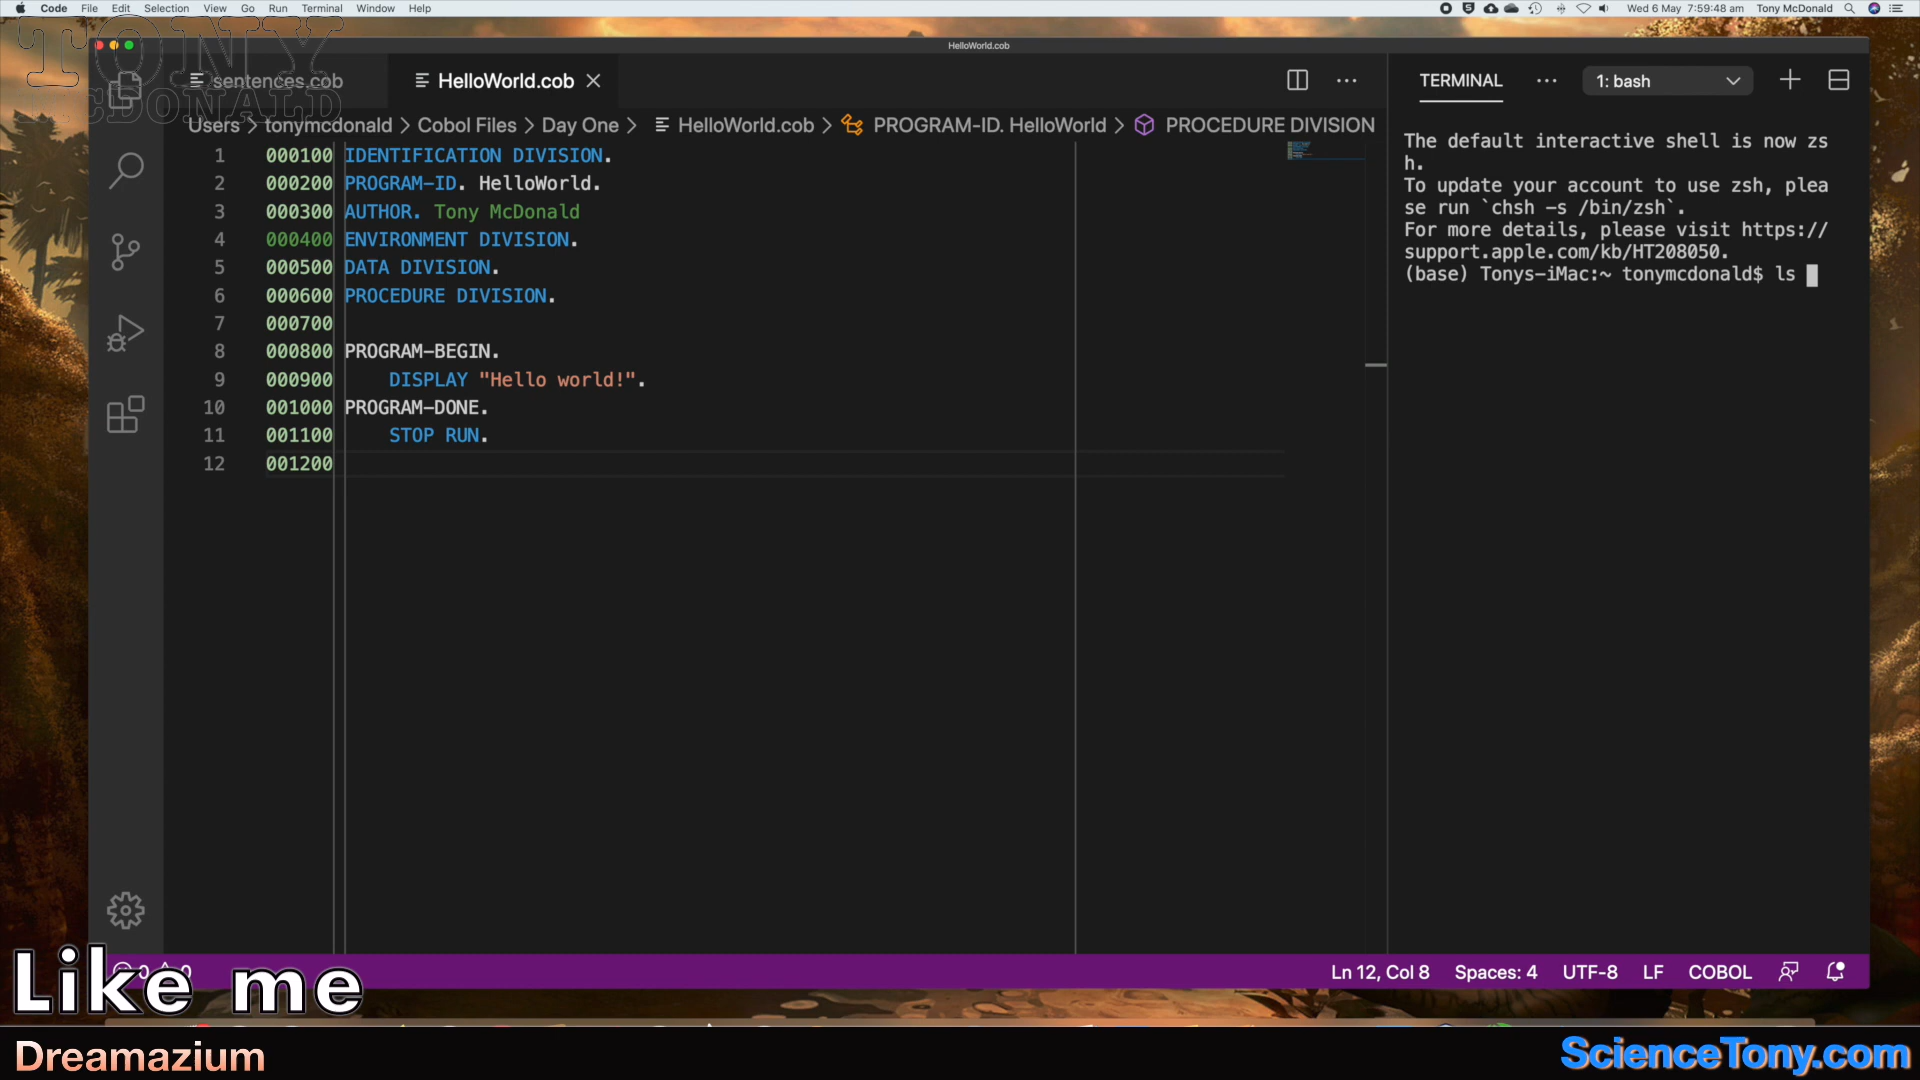 Code File Edit Selection View Go Run Terminal Window Help
Wed 6 May 7:59:48 am Tony McDonald
TONY
MCDONALD
HelloWorld.cob
sentences.cob
HelloWorld.cob
Users > tonymcdonald > Cobol Files > Day One > HelloWorld.cob > PROGRAM-ID. HelloWorld > PROCEDURE DIVISION
1 000100 IDENTIFICATION DIVISION.
2 000200 PROGRAM-ID. HelloWorld.
3 000300 AUTHOR. Tony McDonald
4 000400 ENVIRONMENT DIVISION.
5 000500 DATA DIVISION.
6 000600 PROCEDURE DIVISION.
7 000700
8 000800 PROGRAM-BEGIN.
9 000900     DISPLAY "Hello world!".
10 001000 PROGRAM-DONE.
11 001100     STOP RUN.
12 001200
TERMINAL
1: bash
The default interactive shell is now zs
h.
To update your account to use zsh, plea
se run `chsh -s /bin/zsh`.
For more details, please visit https://
support.apple.com/kb/HT208050.
(base) Tonys-iMac:~ tonymcdonald$ ls
0 0
Ln 12, Col 8 Spaces: 4 UTF-8 LF COBOL
Like me
Dreamazium
ScienceTony.com